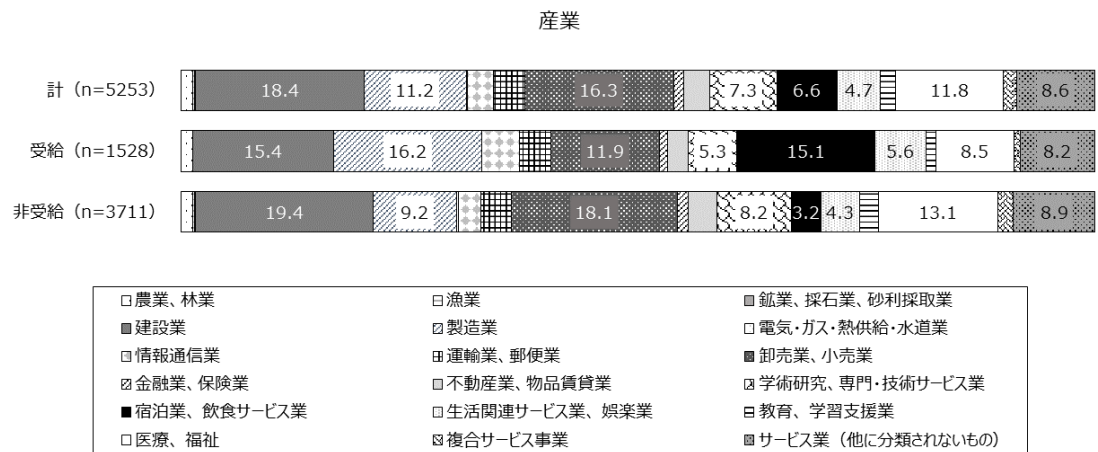 産業
計（n=5253）
18.4 11.2 16.3 7.3 6.6 4.7 11.8 8.6
受給（n=1528）
15.4 16.2 11.9 5.3 15.1 5.6 8.5 8.2
非受給（n=3711）
19.4 9.2 18.1 8.2 3.2 4.3 13.1 8.9
農業、林業 漁業 鉱業、採石業、砂利採取業
建設業 製造業 電気・ガス・熱供給・水道業
情報通信業 運輸業、郵便業 卸売業、小売業
金融業、保険業 不動産業、物品賃貸業 学術研究、専門・技術サービス業
宿泊業、飲食サービス業 生活関連サービス業、娯楽業 教育、学習支援業
医療、福祉 複合サービス事業 サービス業（他に分類されないもの）